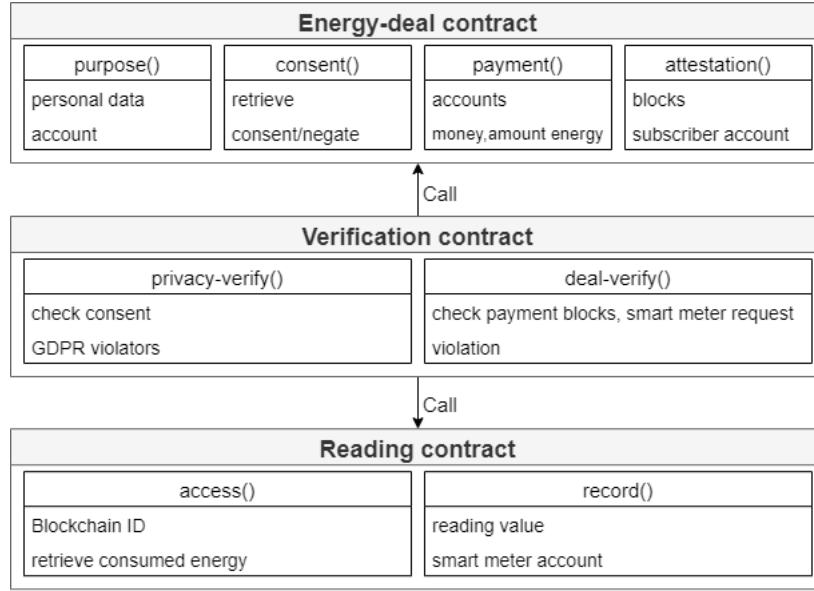 Energy-deal contract
purpose()
personal data
account
consent()
retrieve
consent/negate
payment()
accounts
money,amount energy
attestation()
blocks
subscriber account
Call
Verification contract
privacy-verify()
check consent
GDPR violators
deal-verify()
check payment blocks, smart meter request
violation
Call
Reading contract
access()
Blockchain ID
retrieve consumed energy
record()
reading value
smart meter account